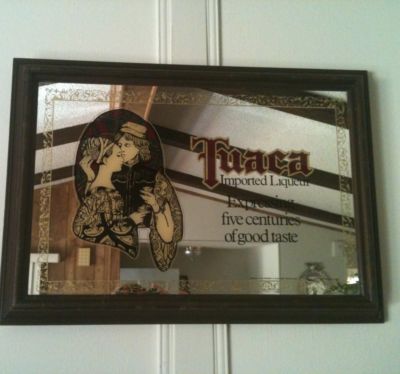 Tuaca
Imported Liqueur
Expressing
five centuries
of good taste